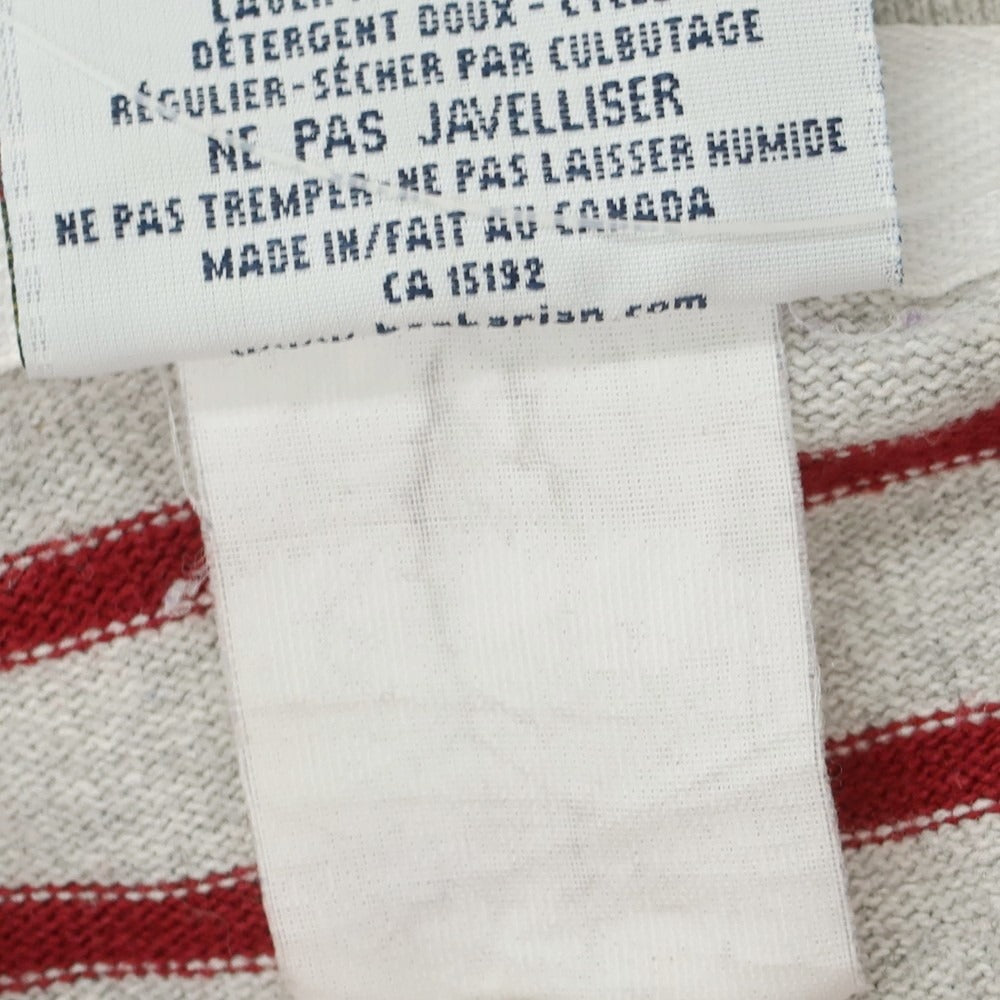 DÉTERGENT DOUX -
RÉGULIER-SÉCHER PAR CULBUTAGE
NE PAS JAVELLISER
NE PAS TREMPER-NE PAS LAISSER HUMIDE
MADE IN/FAIT AU CANADA
CA 15192